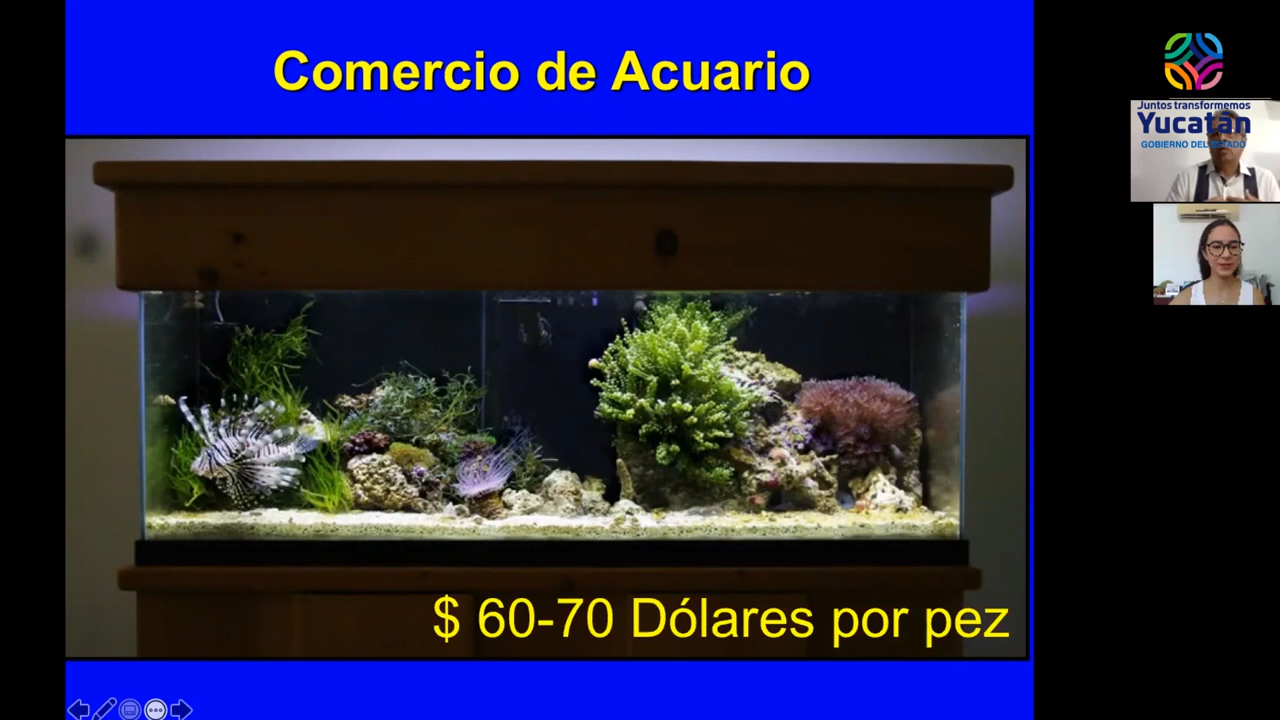 Comercio de Acuario
$ 60-70 Dólares por pez
Juntos transformemos
Yucatán
GOBIERNO DEL ESTADO